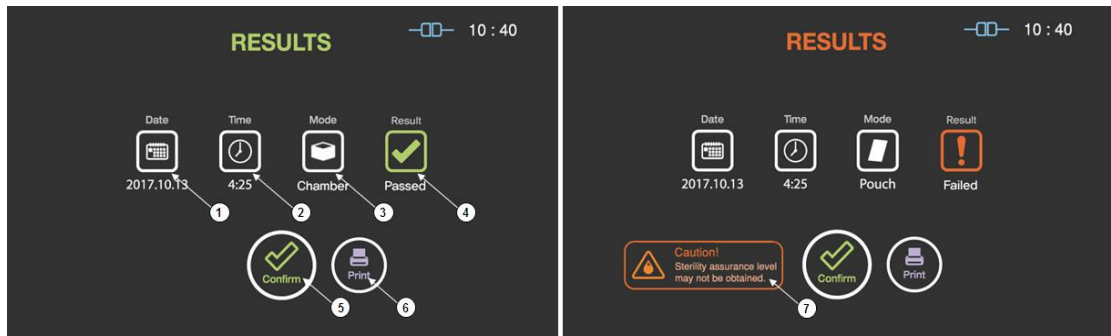 RESULTS
10 : 40
Date
Time
Mode
Result
2017.10.13
4:25
Chamber
Passed
1
2
3
4
Confirm
Print
5
6
RESULTS
10 : 40
Date
Time
Mode
Result
2017.10.13
4:25
Pouch
Failed
Caution!
Sterility assurance level
may not be obtained.
Confirm
Print
7